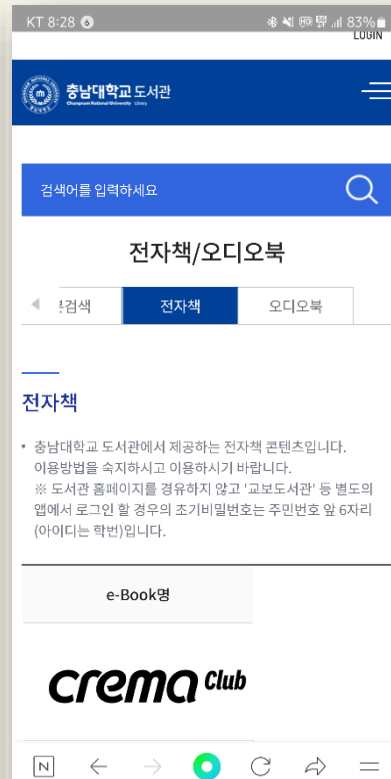 KT 8:28 6 83%
LOGIN
충남대학교 도서관
Chungnam National University Library
검색어를 입력하세요
전자책/오디오북
분검색 전자책 오디오북
전자책
• 충남대학교 도서관에서 제공하는 전자책 콘텐츠입니다.
이용방법을 숙지하시고 이용하시기 바랍니다.
※ 도서관 홈페이지를 경유하지 않고 '교보도서관' 등 별도의
앱에서 로그인 할 경우의 초기비밀번호는 주민번호 앞 6자리
(아이디는 학번)입니다.
e-Book명
crema Club
N